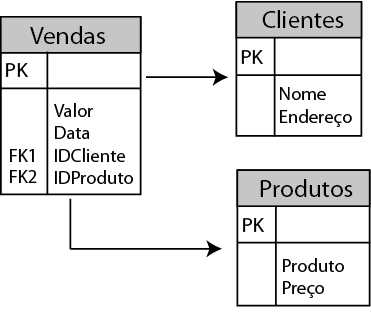 Vendas
PK
Valor
Data
FK1 IDCliente
FK2 IDProduto
Clientes
PK
Nome
Endereço
Produtos
PK
Produto
Preço